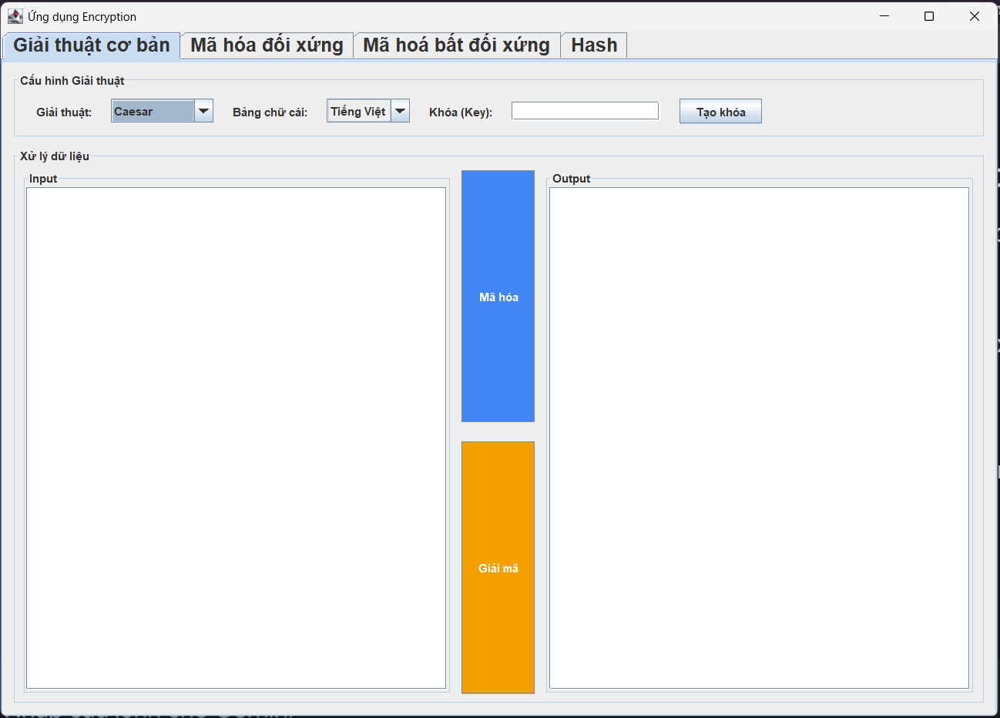 Ứng dụng Encryption
Giải thuật cơ bản Mã hóa đối xứng Mã hoá bất đối xứng Hash
Cấu hình Giải thuật
Giải thuật: Caesar Bảng chữ cái: Tiếng Việt Khóa (Key): Tạo khóa
Xử lý dữ liệu
Input Output
Mã hóa
Giải mã